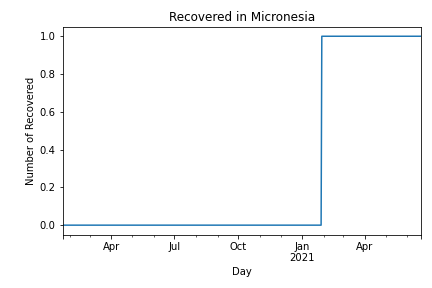 Recovered in Micronesia
1.0
0.8
0.6
0.4
0.2
0.0
Number of Recovered
Apr Jul Oct Jan Apr
2021
Day